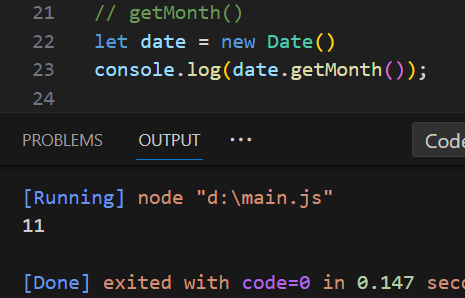 21 // getMonth()
22 let date = new Date()
23 console.log(date.getMonth());
24
PROBLEMS OUTPUT ···
Code
[Running] node "d:\main.js"
11
[Done] exited with code=0 in 0.147 seco